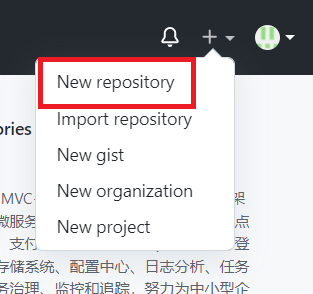 New repository
ories
Import repository
MVC
架
New gist
微服务
点
New organization
支付
登
New project
存储系统、配置中心、日志分析、任务
务治理、监控和追踪，努力为中小型企